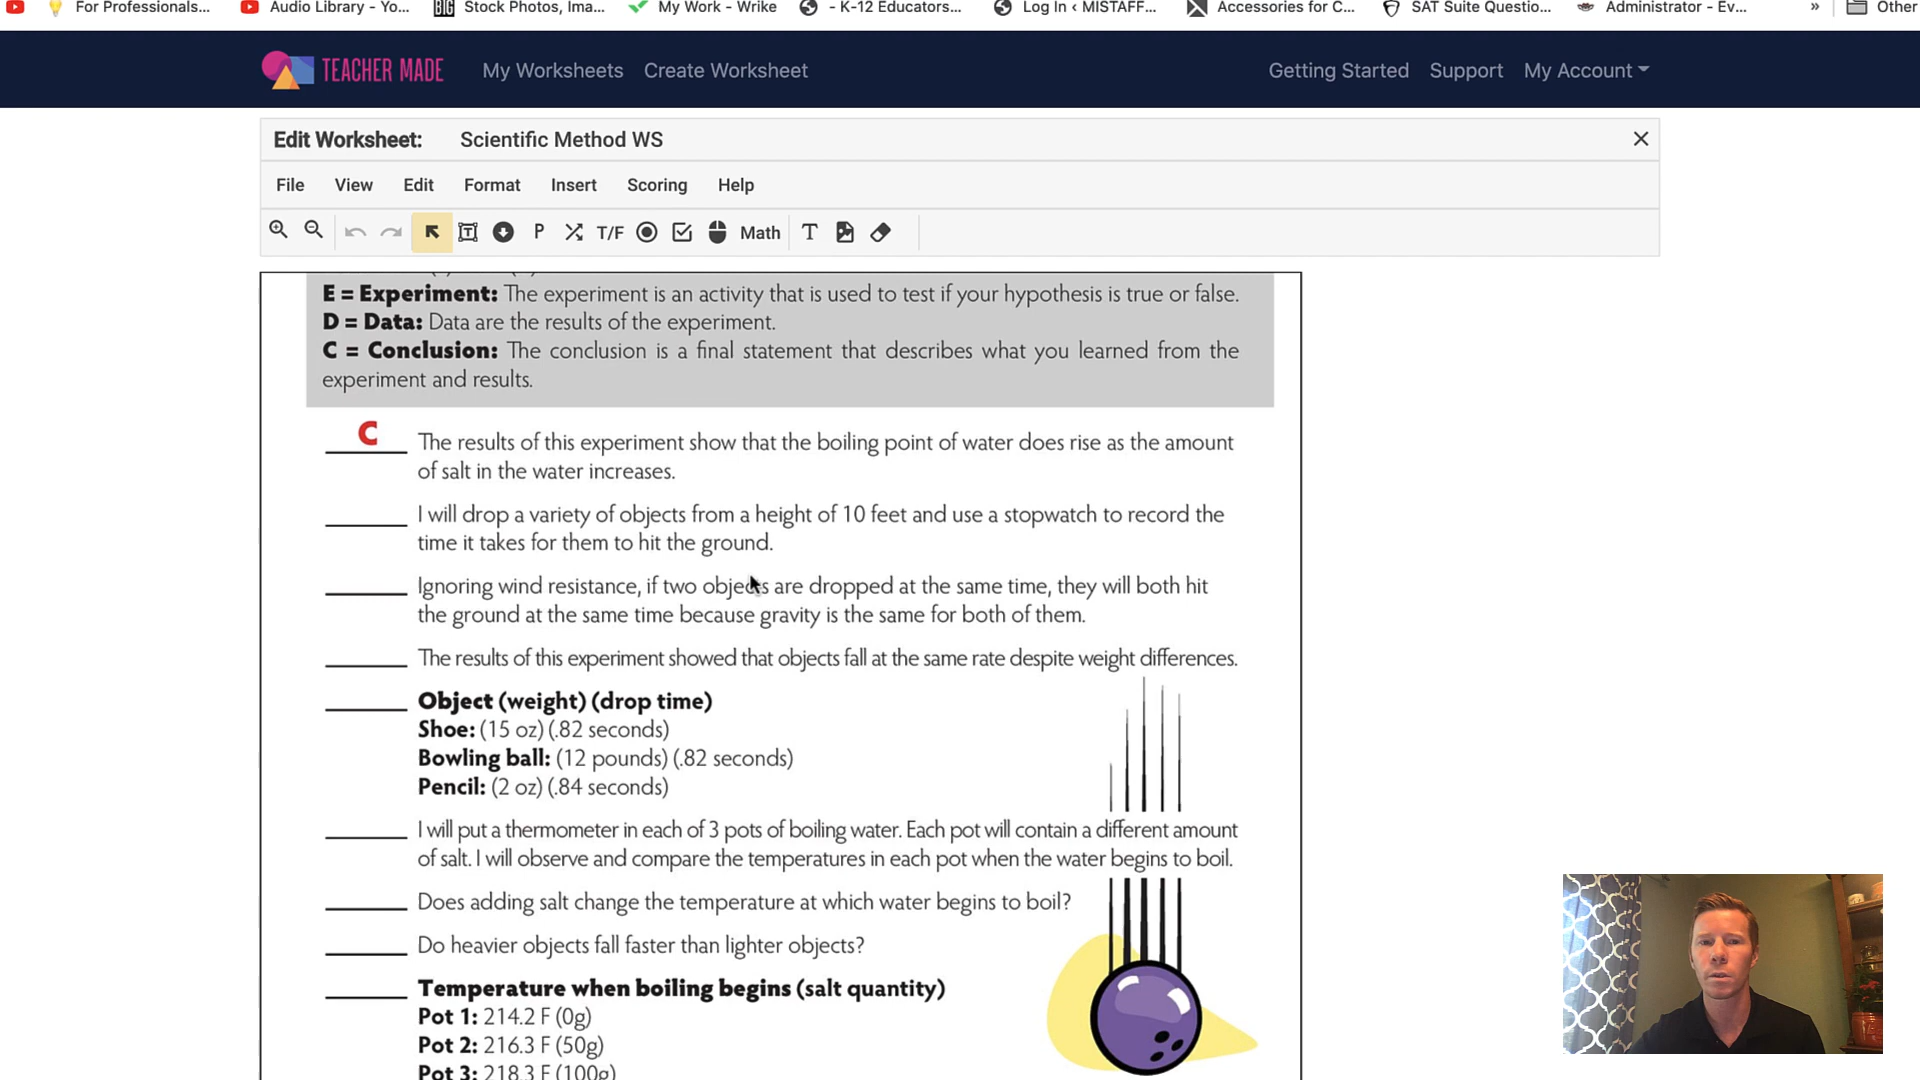 For Professionals...
Audio Library - Yo...
BIG Stock Photos, Ima...
My Work - Wrike
- K-12 Educators...
Log In ‹ MISTAFF...
Accessories for C...
SAT Suite Questio...
Administrator - Ev...
»
Other
TEACHER MADE
My Worksheets
Create Worksheet
Getting Started
Support
My Account
Edit Worksheet: Scientific Method WS
File View Edit Format Insert Scoring Help
T P T/F Math T
E = Experiment: The experiment is an activity that is used to test if your hypothesis is true or false.
D = Data: Data are the results of the experiment.
C = Conclusion: The conclusion is a final statement that describes what you learned from the
experiment and results.
C The results of this experiment show that the boiling point of water does rise as the amount
of salt in the water increases.
I will drop a variety of objects from a height of 10 feet and use a stopwatch to record the
time it takes for them to hit the ground.
Ignoring wind resistance, if two objects are dropped at the same time, they will both hit
the ground at the same time because gravity is the same for both of them.
The results of this experiment showed that objects fall at the same rate despite weight differences.
Object (weight) (drop time)
Shoe: (15 oz) (.82 seconds)
Bowling ball: (12 pounds) (.82 seconds)
Pencil: (2 oz) (.84 seconds)
I will put a thermometer in each of 3 pots of boiling water. Each pot will contain a different amount
of salt. I will observe and compare the temperatures in each pot when the water begins to boil.
Does adding salt change the temperature at which water begins to boil?
Do heavier objects fall faster than lighter objects?
Temperature when boiling begins (salt quantity)
Pot 1: 214.2 F (0g)
Pot 2: 216.3 F (50g)
Pot 3: 218.3 F (100g)